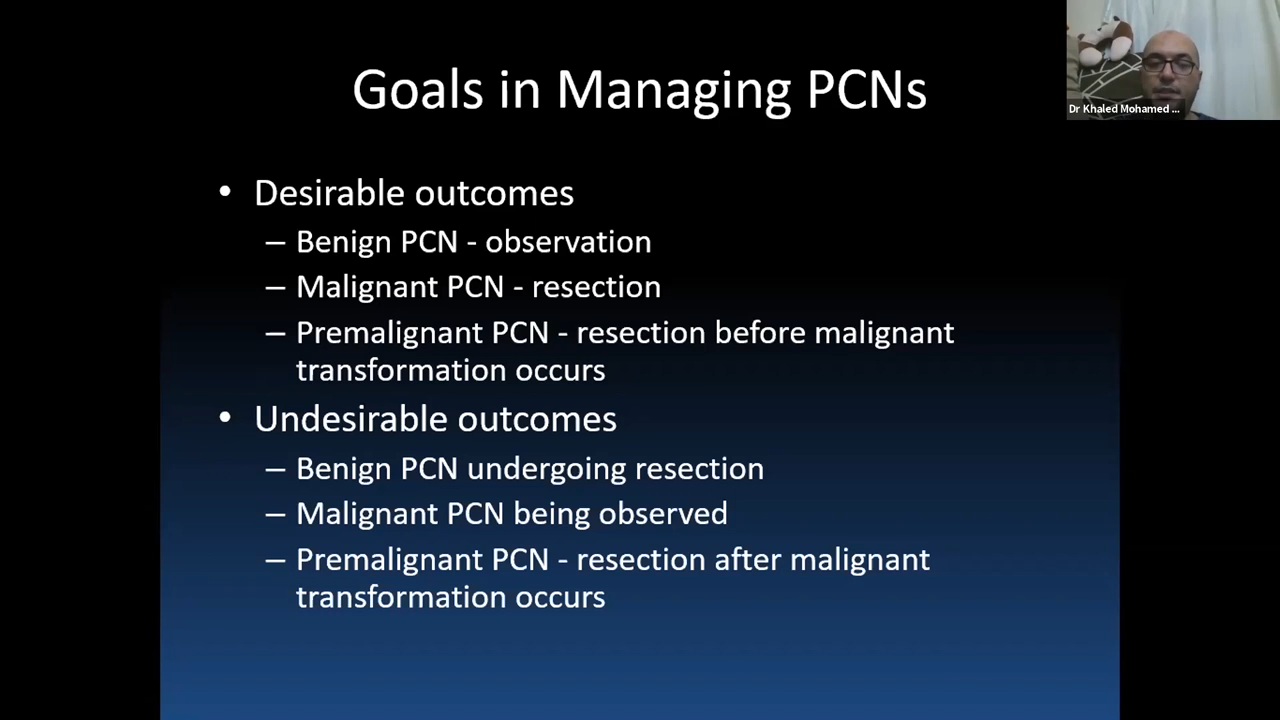 Goals in Managing PCNs
Dr Khaled Mohamed ...
• Desirable outcomes
– Benign PCN - observation
– Malignant PCN - resection
– Premalignant PCN - resection before malignant
transformation occurs
• Undesirable outcomes
– Benign PCN undergoing resection
– Malignant PCN being observed
– Premalignant PCN - resection after malignant
transformation occurs